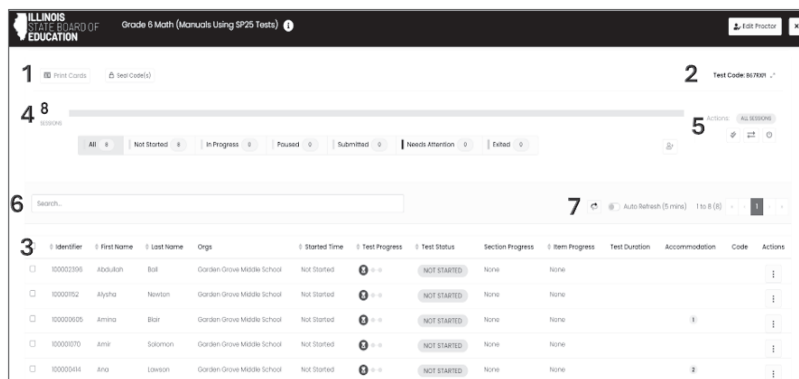 ILLINOIS
STATE BOARD OF
EDUCATION
Grade 6 Math (Manuals Using SP25 Tests)
Edit Proctor
1 Print Cards Seal Code(s)
2 Test Code:
4 8
SESSIONS
5 Actions: ALL SESSIONS
All 8 Not Started 8 In Progress 0 Paused 0 Submitted 0 Needs Attention 0 Exited 0
6 Search...
7 Auto Refresh (5 mins) 1 to 8 (8) 1
3 Identifier First Name Last Name Orgs Started Time Test Progress Test Status Section Progress Item Progress Test Duration Accommodation Code Actions
100002396 Abdullah Ball Garden Grove Middle School Not Started NOT STARTED None None
Alysha Newton Garden Grove Middle School Not Started NOT STARTED None None
100000605 Amina Blair Garden Grove Middle School Not Started NOT STARTED None None 1
Amir Solomon Garden Grove Middle School Not Started NOT STARTED None None
100000414 Ana Lawson Garden Grove Middle School Not Started NOT STARTED None None 2